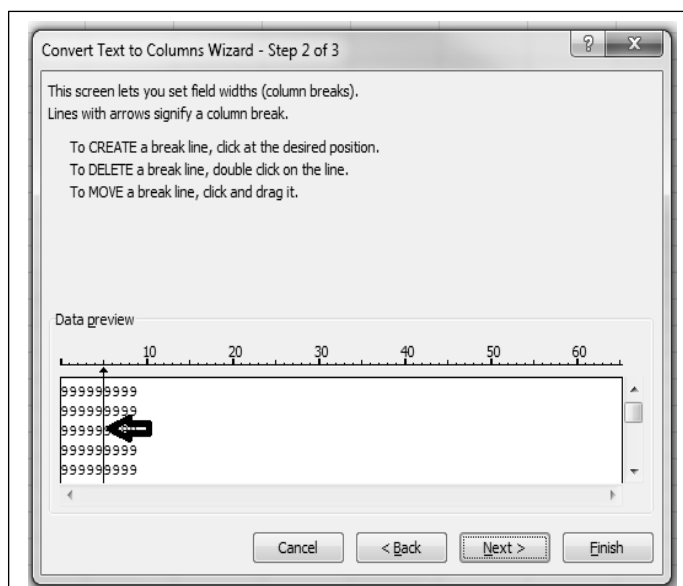 Convert Text to Columns Wizard - Step 2 of 3
This screen lets you set field widths (column breaks).
Lines with arrows signify a column break.
To CREATE a break line, click at the desired position.
To DELETE a break line, double click on the line.
To MOVE a break line, click and drag it.
Data preview
10 20 30 40 50 60
999999999
999999999
999999
999999999
999999999
Cancel < Back Next > Finish